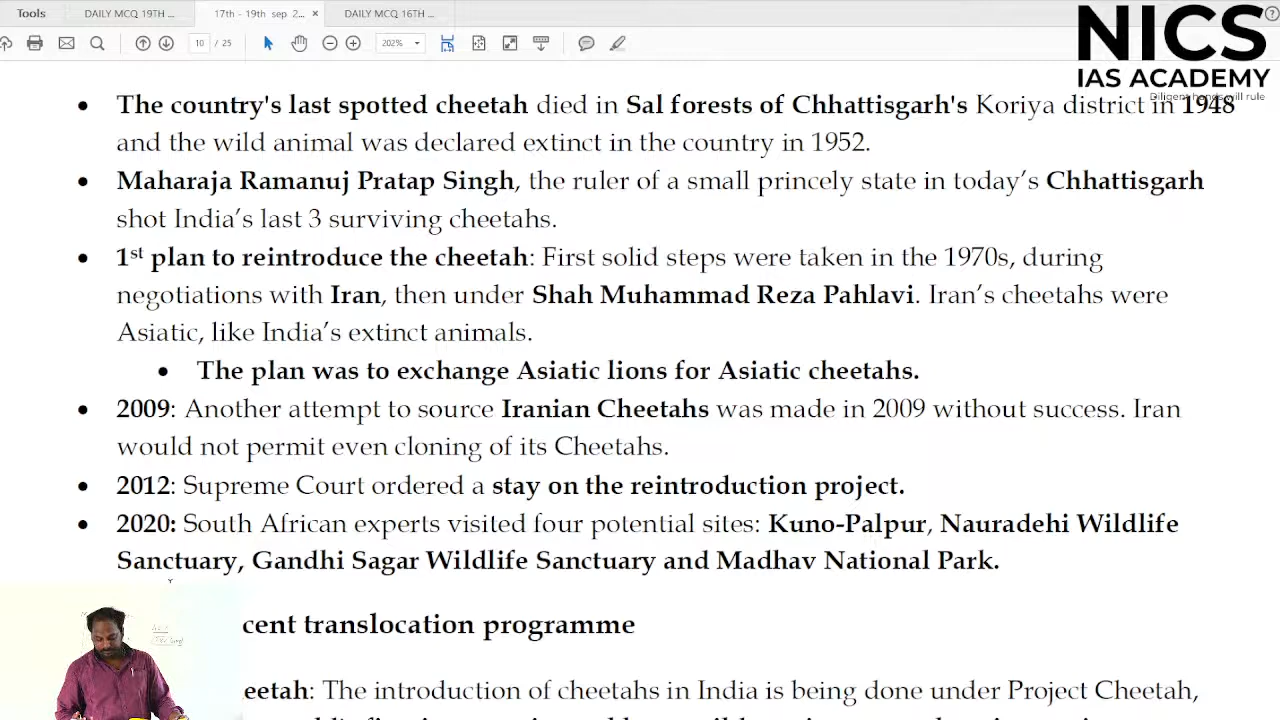 Tools
DAILY MCQ 19TH ...
17th - 19th sep 2... ×
DAILY MCQ 16TH ...
10 / 25
202%
NICS
IAS ACADEMY
Diligent hands will rule
• The country's last spotted cheetah died in Sal forests of Chhattisgarh's Koriya district in 1948
and the wild animal was declared extinct in the country in 1952.
• Maharaja Ramanuj Pratap Singh, the ruler of a small princely state in today's Chhattisgarh
shot India's last 3 surviving cheetahs.
• 1st plan to reintroduce the cheetah: First solid steps were taken in the 1970s, during
negotiations with Iran, then under Shah Muhammad Reza Pahlavi. Iran's cheetahs were
Asiatic, like India's extinct animals.
• The plan was to exchange Asiatic lions for Asiatic cheetahs.
• 2009: Another attempt to source Iranian Cheetahs was made in 2009 without success. Iran
would not permit even cloning of its Cheetahs.
• 2012: Supreme Court ordered a stay on the reintroduction project.
• 2020: South African experts visited four potential sites: Kuno-Palpur, Nauradehi Wildlife
Sanctuary, Gandhi Sagar Wildlife Sanctuary and Madhav National Park.
cent translocation programme
eetah: The introduction of cheetahs in India is being done under Project Cheetah,